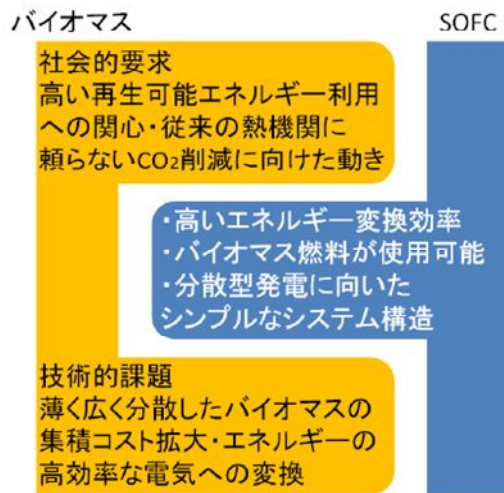 バイオマス
SOFC
社会的要求
高い再生可能エネルギー利用
への関心・従来の熱機関に
頼らないCO₂削減に向けた動き
・高いエネルギー変換効率
・バイオマス燃料が使用可能
・分散型発電に向いた
シンプルなシステム構造
技術的課題
薄く広く分散したバイオマスの
集積コスト拡大・エネルギーの
高効率な電気への変換